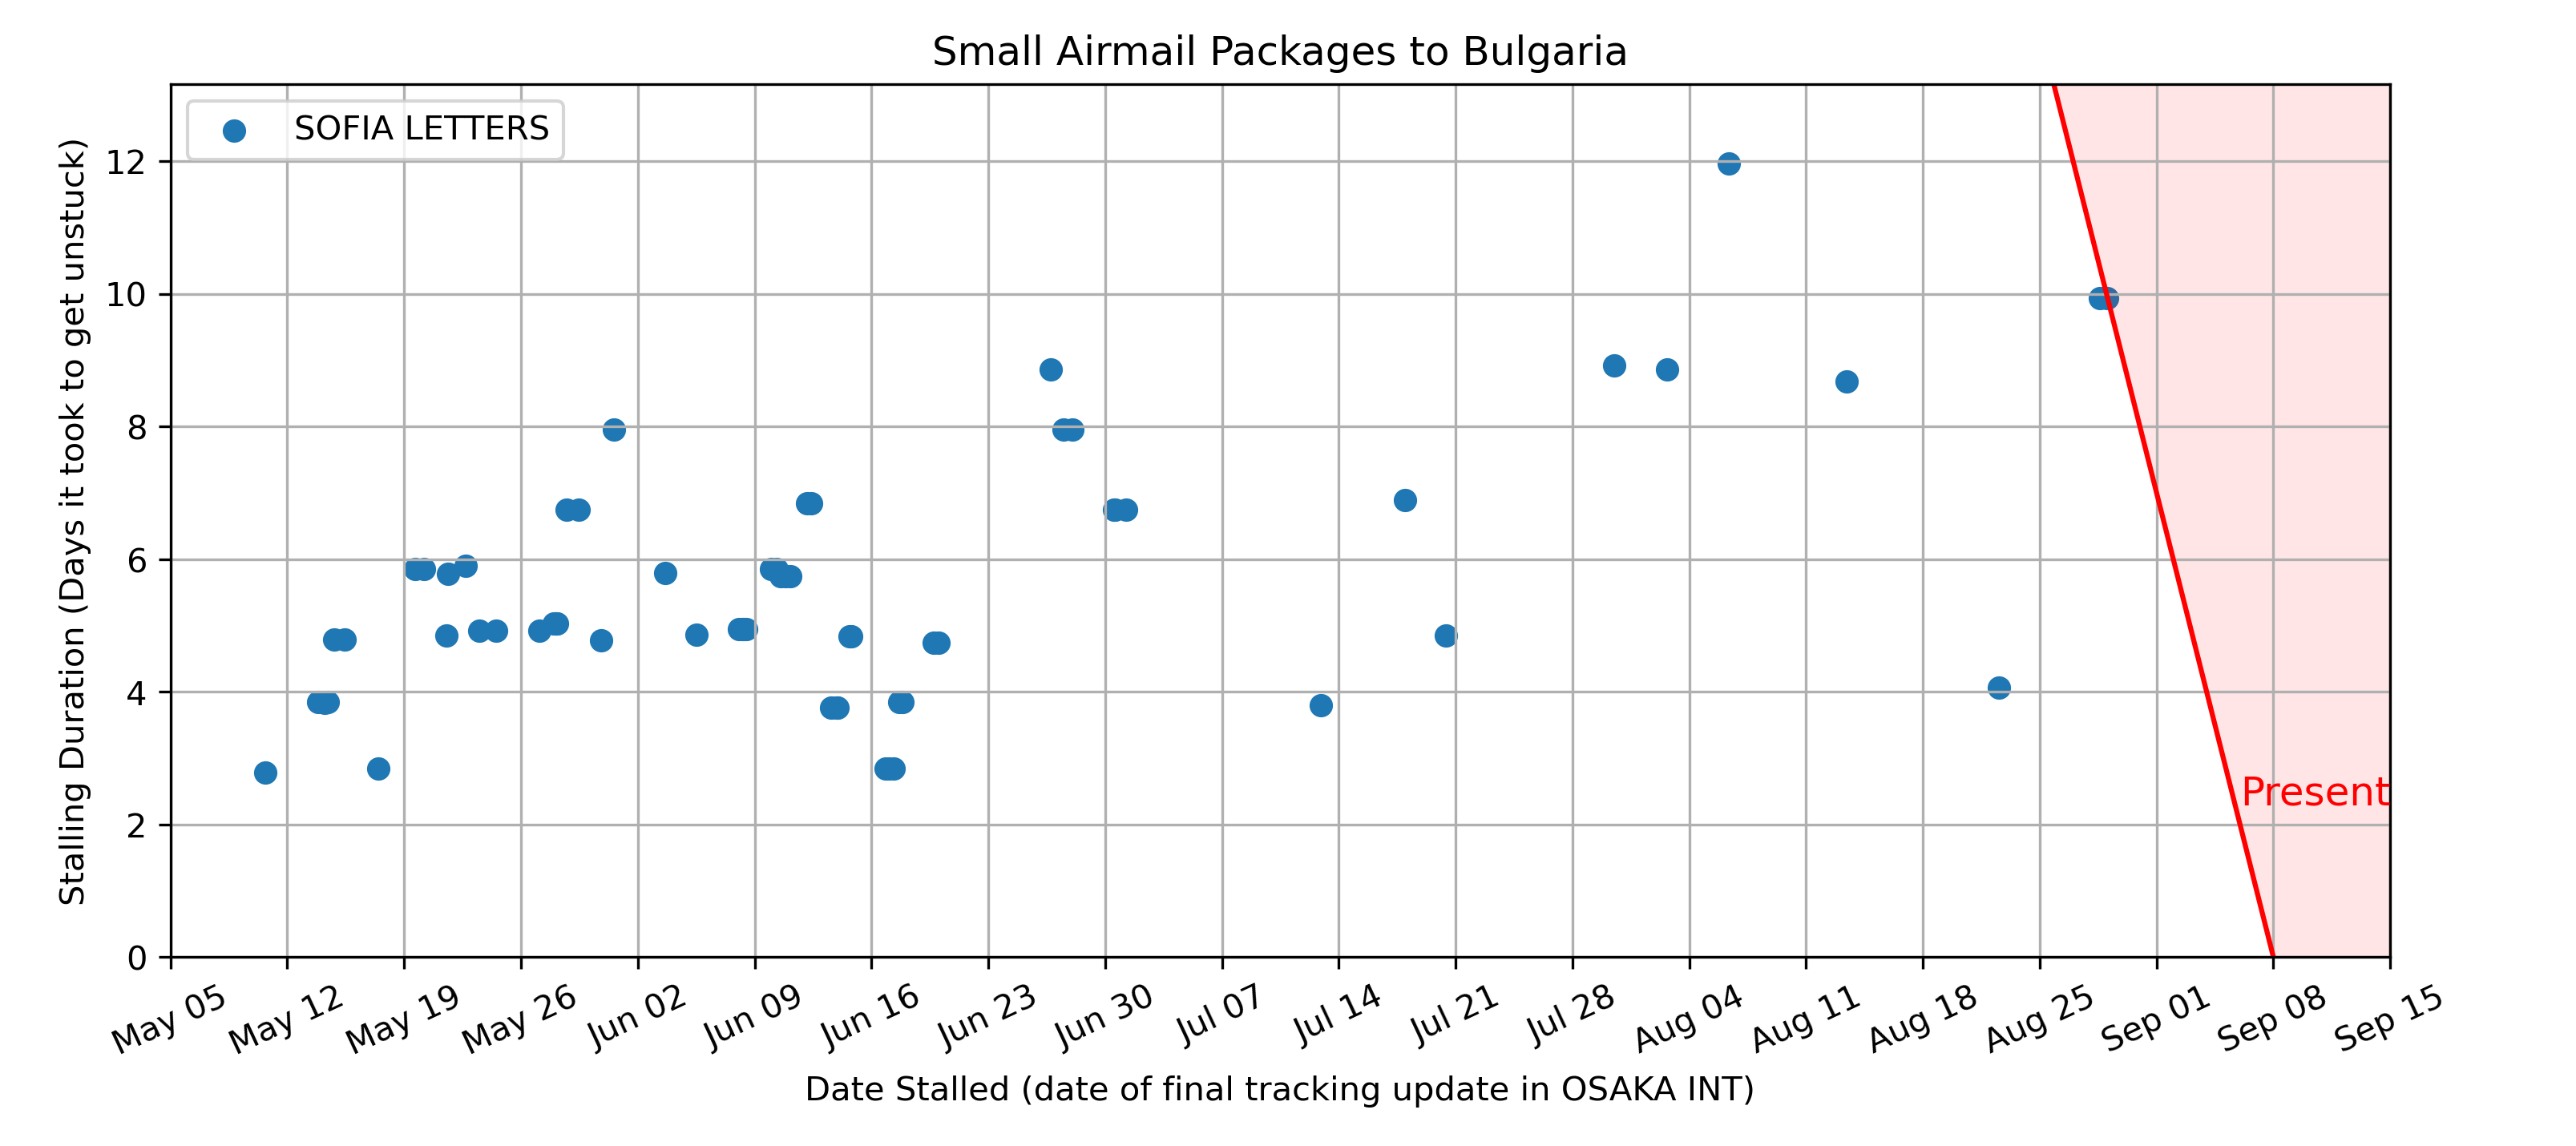 Small Airmail Packages to Bulgaria
SOFIA LETTERS
Stalling Duration (Days it took to get unstuck)
12
10
8
6
4
2
0
Present
May 05
May 12
May 19
May 26
Jun 02
Jun 09
Jun 16
Jun 23
Jun 30
Jul 07
Jul 14
Jul 21
Jul 28
Aug 04
Aug 11
Aug 18
Aug 25
Sep 01
Sep 08
Sep 15
Date Stalled (date of final tracking update in OSAKA INT)